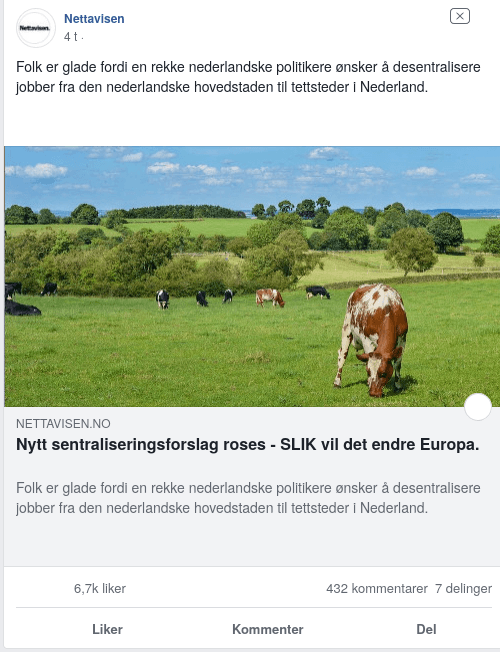 Nettavisen.
Nettavisen
4 t ·
Folk er glade fordi en rekke nederlandske politikere ønsker å desentralisere
jobber fra den nederlandske hovedstaden til tettsteder i Nederland.
NETTAVISEN.NO
Nytt sentraliseringsforslag roses - SLIK vil det endre Europa.
Folk er glade fordi en rekke nederlandske politikere ønsker å desentralisere
jobber fra den nederlandske hovedstaden til tettsteder i Nederland.
6,7k liker
432 kommentarer 7 delinger
Liker
Kommenter
Del